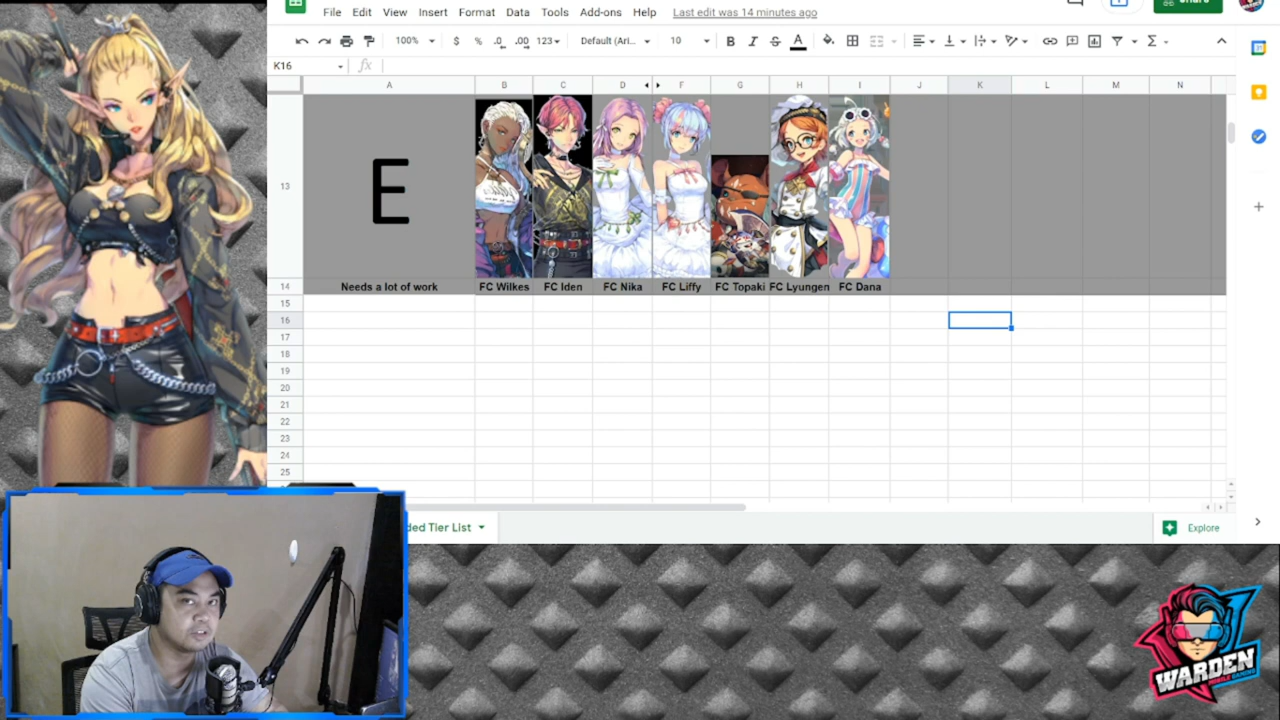 File Edit View Insert Format Data Tools Add-ons Help Last edit was 14 minutes ago
100% $ % .0 .00 123 Default (Ari... 10 B I S A Σ
K16 fx
A B C D F G H I J K L M N
13 E
14 Needs a lot of work FC Wilkes FC Iden FC Nika FC Liffy FC Topaki FC Lyungen FC Dana
15
16
17
18
19
20
21
22
23
24
25
ded Tier List Explore
WARDEN
MOBILE GAMING